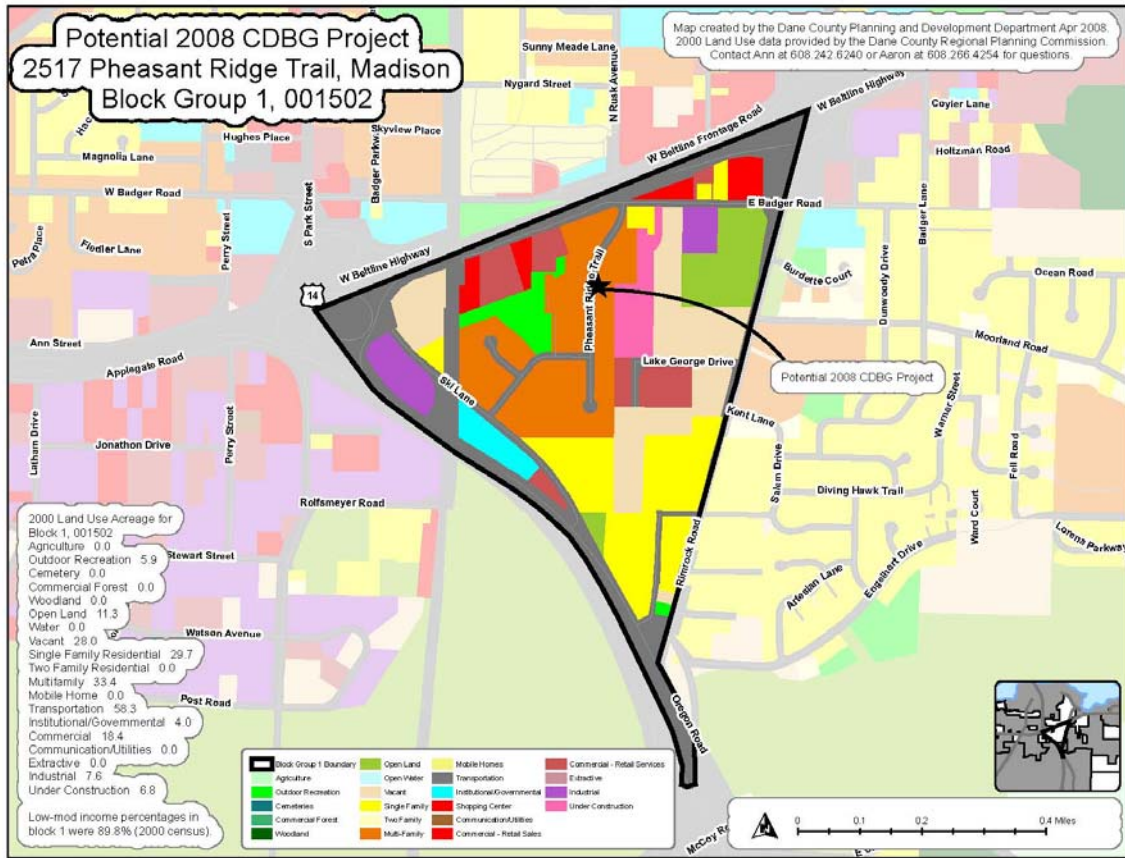 Potential 2008 CDBG Project
2517 Pheasant Ridge Trail, Madison
Block Group 1, 001502
Map created by the Dane County Planning and Development Department Apr 2008.
2000 Land Use data provided by the Dane County Regional Planning Commission.
Contact Ann at 608.242.6240 or Aaron at 608.266.4254 for questions.
Sunny Meade Lane
Nygard Street
N Rusk Avenue
W Beltline Highway
Cuyler Lane
Hughes Place
Skyview Place
Badger Parkway
W Beltline Frontage Road
Holtzman Road
Magnolia Lane
W Badger Road
S Park Street
E Badger Road
Badger Lane
Petra Place
Fiedler Lane
Perry Street
W Beltline Highway
Pheasant Ridge Trail
Burdette Court
Dunwoody Drive
Ocean Road
14
Ann Street
Applegate Road
Moorland Road
Lake George Drive
Potential 2008 CDBG Project
Ski Lane
Kent Lane
Warner Street
Latham Drive
Jonathon Drive
Perry Street
Salem Drive
Fell Road
Rolfsmeyer Road
Diving Hawk Trail
Ward Court
Lorena Parkway
Rimrock Road
Artesian Lane
Engelhart Drive
Stewart Street
Watson Avenue
Post Road
Oregon Road
McCoy
2000 Land Use Acreage for
Block 1, 001502
Agriculture 0.0
Outdoor Recreation 5.9
Cemetery 0.0
Commercial Forest 0.0
Woodland 0.0
Open Land 11.3
Water 0.0
Vacant 28.0
Single Family Residential 29.7
Two Family Residential 0.0
Multifamily 33.4
Mobile Home 0.0
Transportation 58.3
Institutional/Governmental 4.0
Commercial 18.4
Communication/Utilities 0.0
Extractive 0.0
Industrial 7.6
Under Construction 6.8
Low-mod income percentages in
block 1 were 89.8% (2000 census).
Block Group 1 Boundary
Agriculture
Outdoor Recreation
Cemeteries
Commercial Forest
Woodland
Open Land
Open Water
Vacant
Single Family
Two Family
Multi-Family
Mobile Homes
Transportation
Institutional/Governmental
Shopping Center
Communication/Utilities
Commercial - Retail Sales
Commercial - Retail Services
Extractive
Industrial
Under Construction
0 0.1 0.2 0.4 Miles